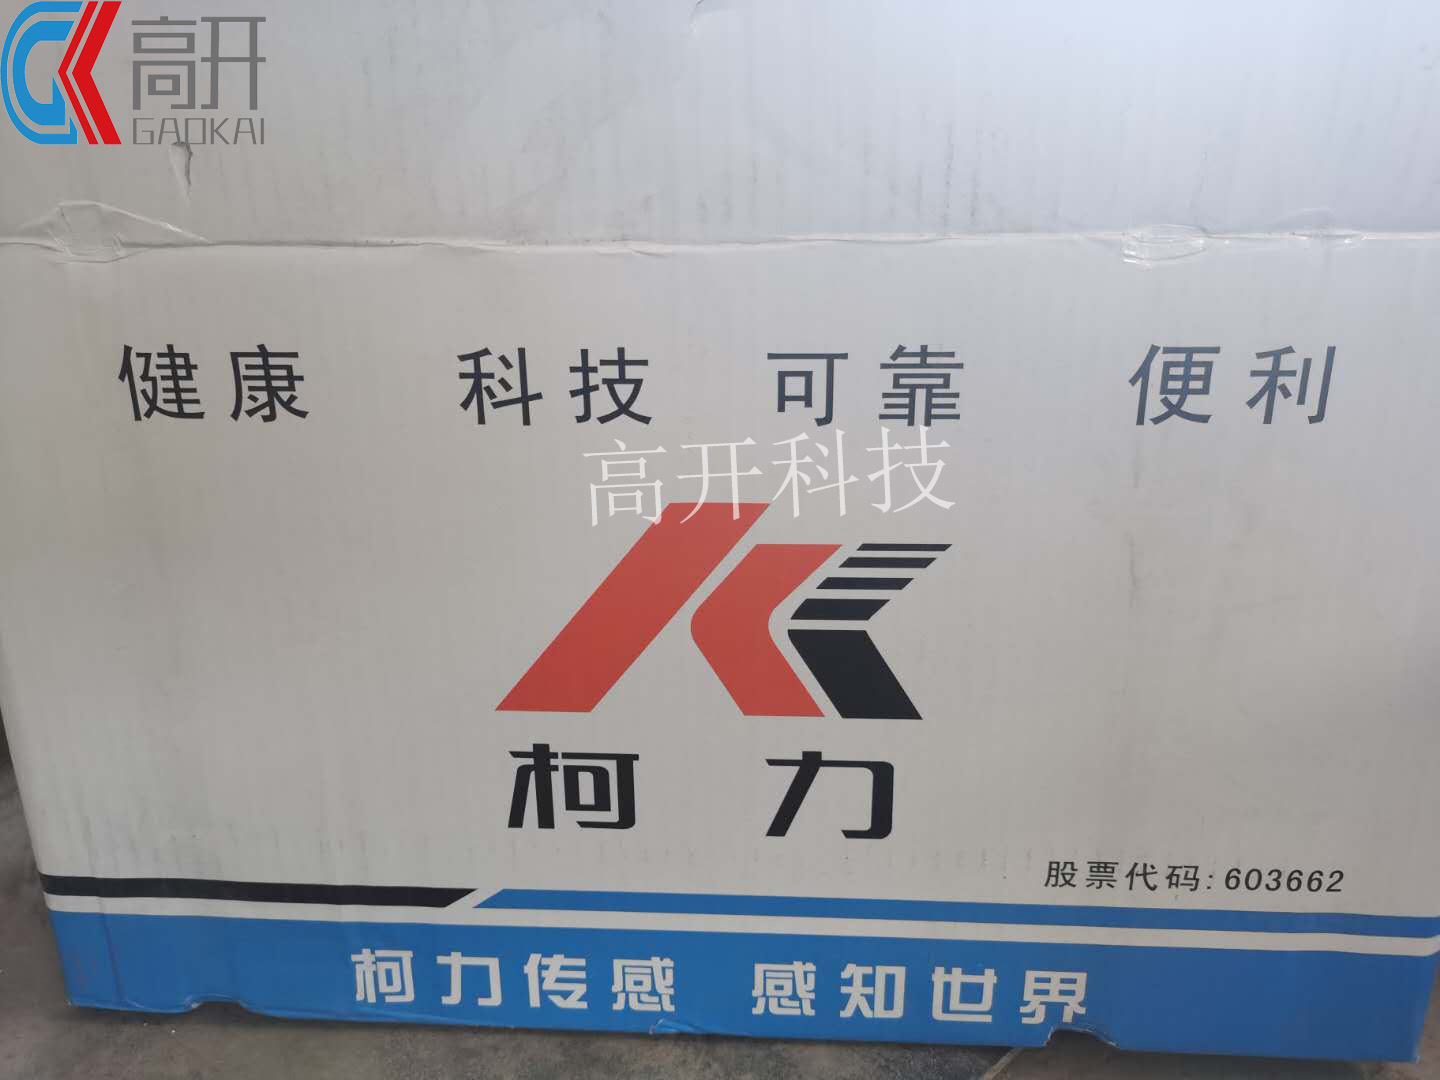 高开
GAOKAI
健康 科技 可靠 便利
高开科技
柯力
股票代码:603662
柯力传感 感知世界